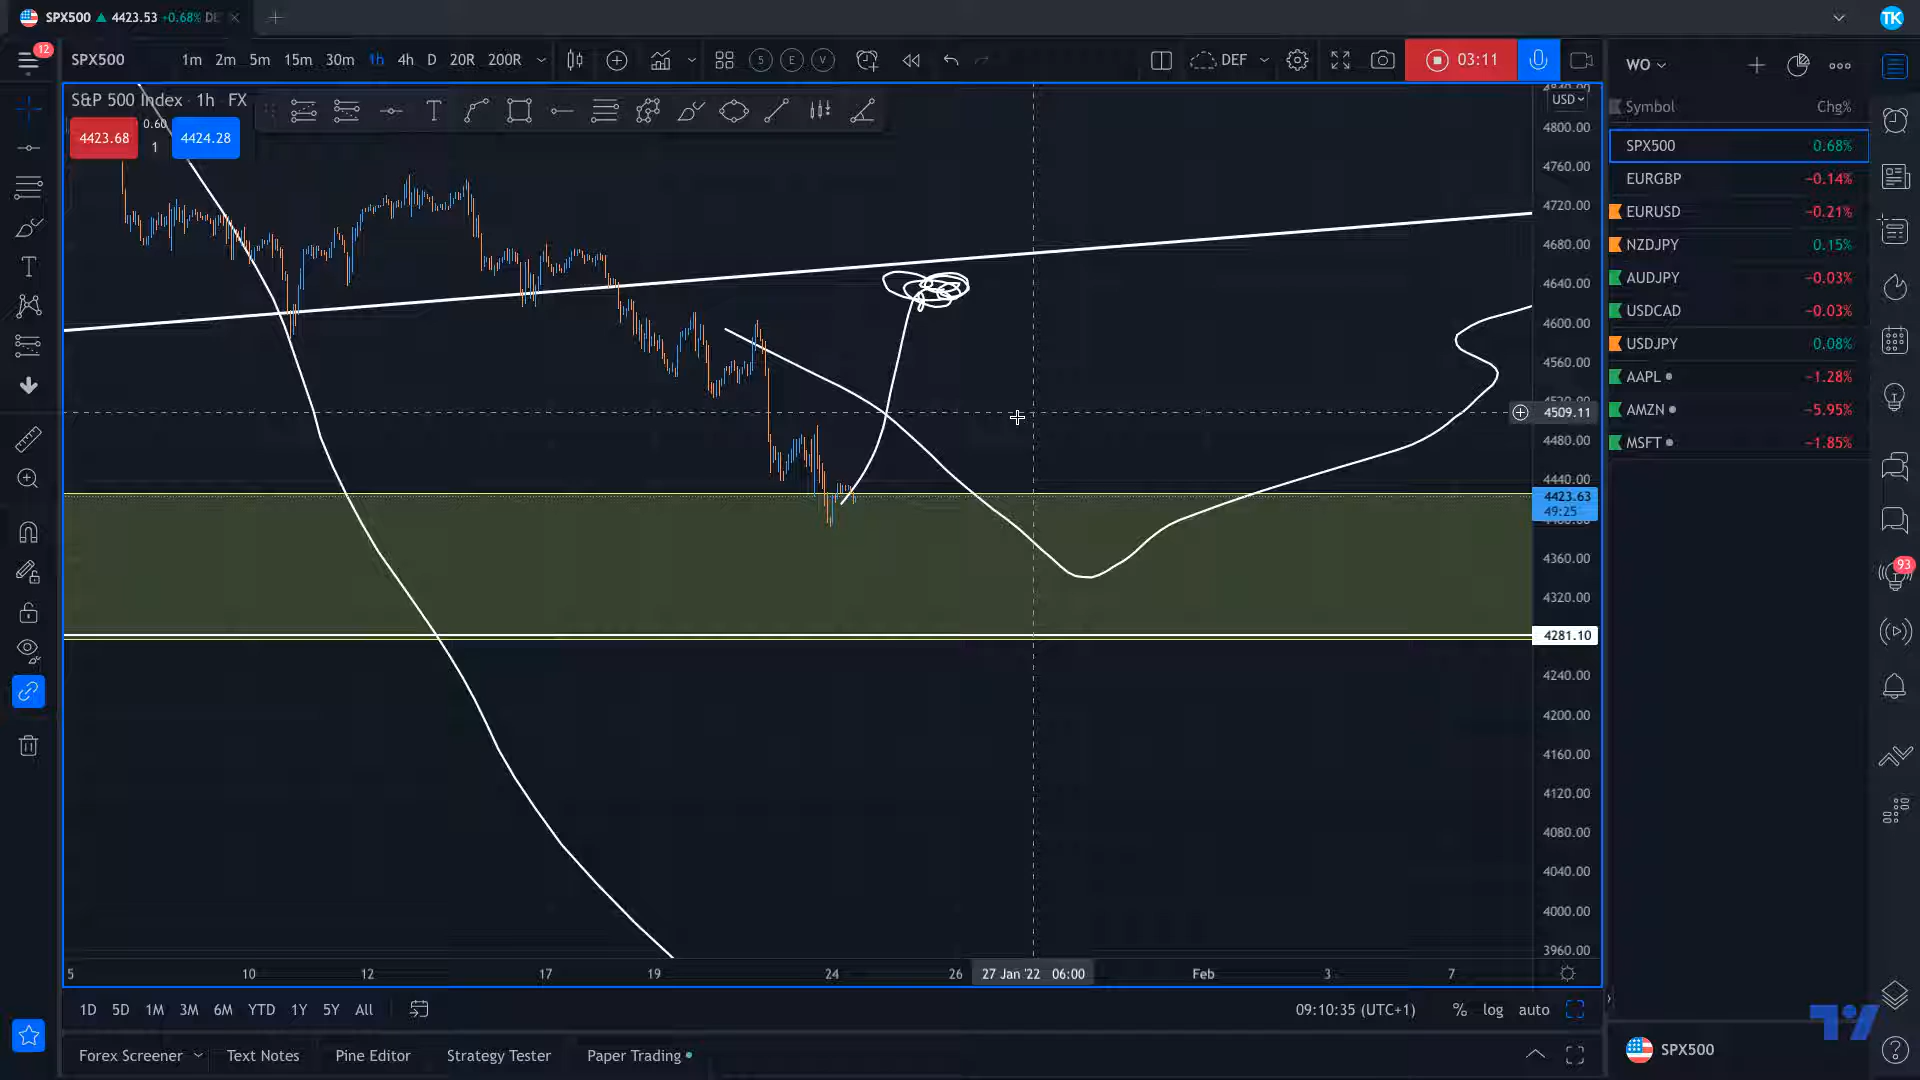 SPX500 4423.53 +0.68% DE
TK
12
SPX500 1m 2m 5m 15m 30m 1h 4h D 20R 200R S E V DEF 03:11
WO
S&P 500 Index · 1h · FX
USD
Symbol Chg%
4423.68 0.60 1 4424.28
4800.00
4760.00
4720.00
4680.00
4640.00
4600.00
4560.00
4509.11
4480.00
4440.00
4423.63
49:25
4360.00
4320.00
4281.10
4240.00
4200.00
4160.00
4120.00
4080.00
4040.00
4000.00
3960.00
SPX500 0.68%
EURGBP −0.14%
EURUSD −0.21%
NZDJPY 0.15%
AUDJPY −0.03%
USDCAD −0.03%
USDJPY 0.08%
AAPL −1.28%
AMZN −5.95%
MSFT −1.85%
93
5 10 12 17 19 24 26 27 Jan '22 06:00 Feb 3 7
1D 5D 1M 3M 6M YTD 1Y 5Y All 09:10:35 (UTC+1) % log auto
Forex Screener Text Notes Pine Editor Strategy Tester Paper Trading
SPX500